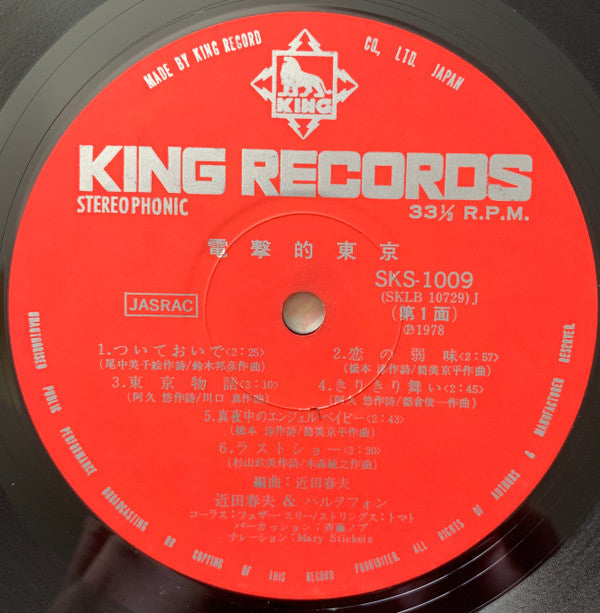 MADE BY KING RECORD CO., LTD. JAPAN
KING
KING RECORDS
STEREOPHONIC
33⅓ R.P.M.
電撃的東京
SKS-1009
(SKLB 10729)J
JASRAC
(第1面)
Ⓟ1978
1.ついておいで<2:25>
(尾中美千絵作詩/鈴木邦彦作曲)
2.恋の弱味<2:57>
(橋本淳作詩/筒美京平作曲)
3.東京物語<3:10>
(阿久悠作詩/川口真作曲)
4.きりきり舞い<2:45>
(阿久悠作詩/都倉俊一作曲)
5.真夜中のエンジェル・ベイビー<2:43>
(橋本淳作詩/筒美京平作曲)
6.ラストショー<3:30>
(杉山政美作詩/木森敏之作曲)
編曲:近田春夫
近田春夫 & ハルヲフォン
コーラス:フェザー・スリー/ストリングス:トマト
パーカッション:斉藤ノブ
ナレーション:Mary Stickels
UNAUTHORISED PUBLIC PERFORMANCE BROADCASTING OR COPYING OF THIS RECORD PROHIBITED. ALL RIGHTS OF AUTHORS & MANUFACTURER RESERVED.